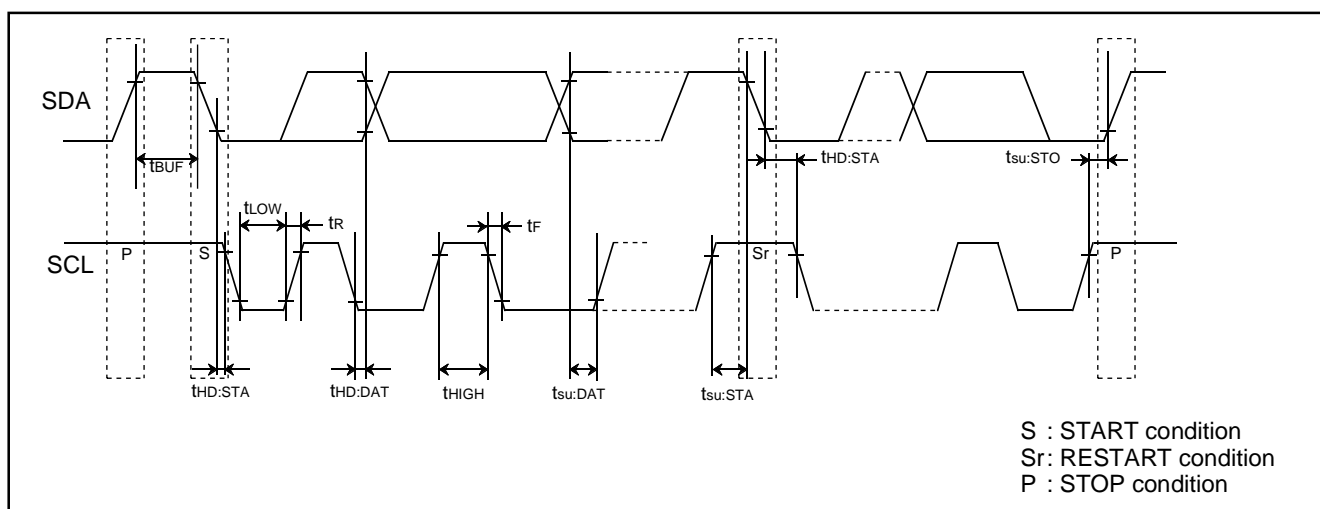 SDA
tBUF
tHD:STA
tsu:STO
tLOW
tR
tF
SCL
P
S
Sr
P
tHD:STA
tHD:DAT
tHIGH
tsu:DAT
tsu:STA
S : START condition
Sr: RESTART condition
P : STOP condition